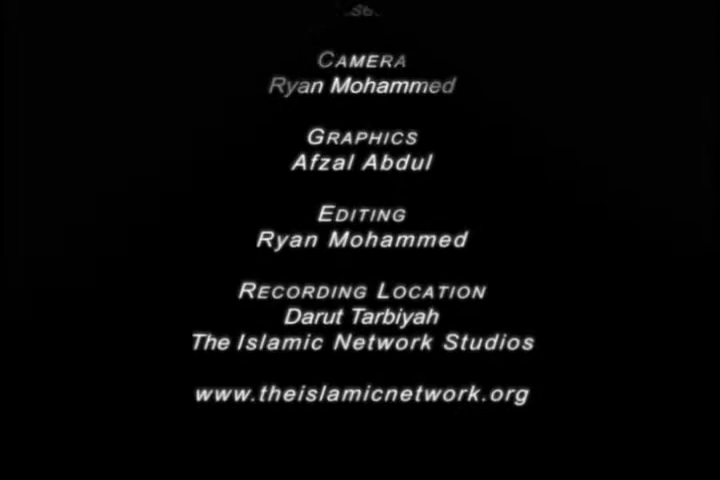 CAMERA
Ryan Mohammed
GRAPHICS
Afzal Abdul
EDITING
Ryan Mohammed
RECORDING LOCATION
Darut Tarbiyah
The Islamic Network Studios
www.theislamicnetwork.org